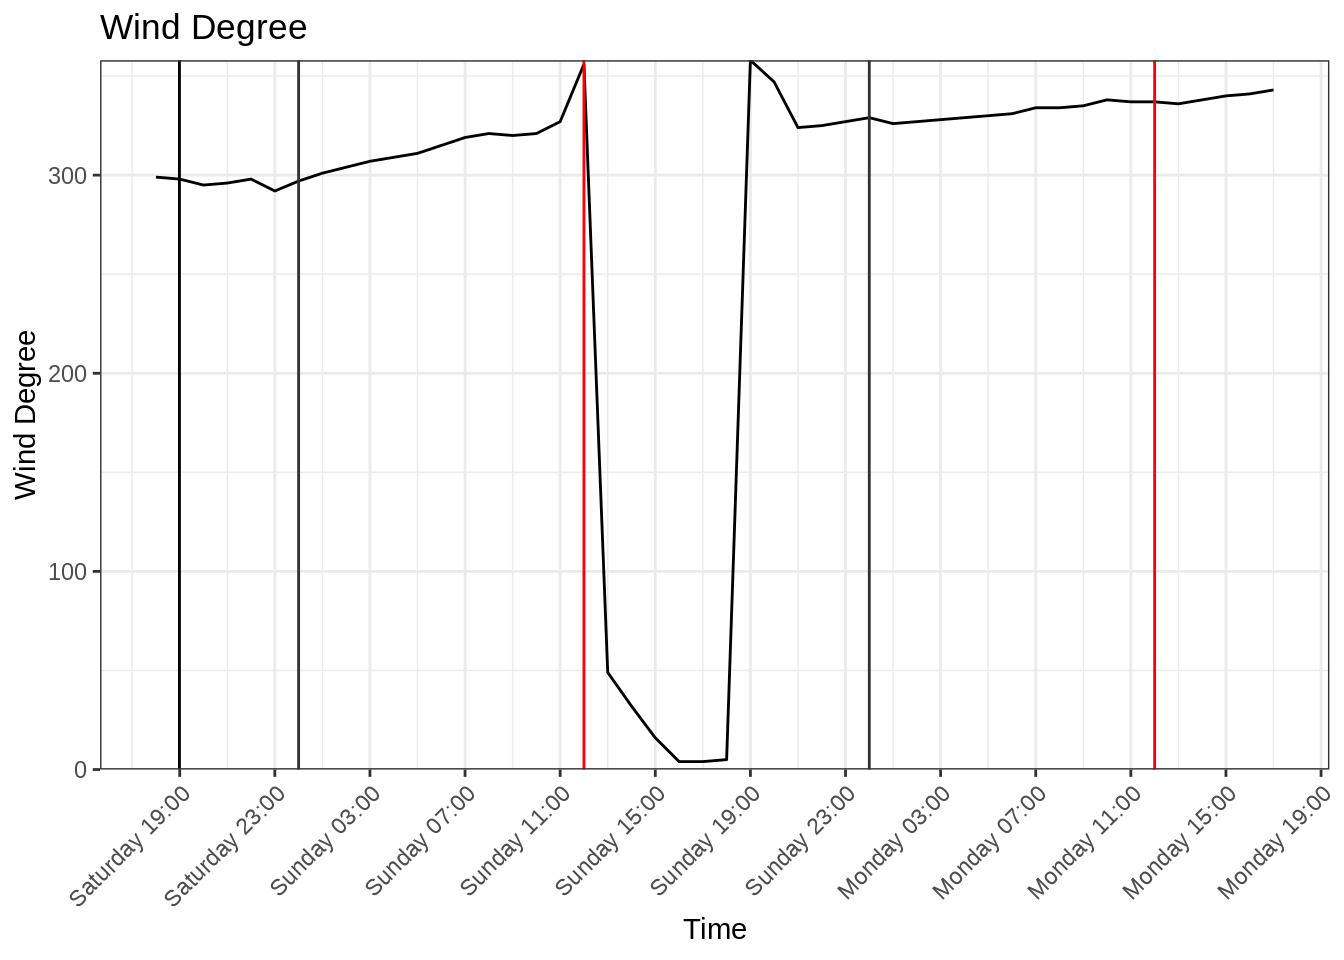 Wind Degree
Wind Degree
300
200
100
0
Saturday 19:00
Saturday 23:00
Sunday 03:00
Sunday 07:00
Sunday 11:00
Sunday 15:00
Sunday 19:00
Sunday 23:00
Monday 03:00
Monday 07:00
Monday 11:00
Monday 15:00
Monday 19:00
Time